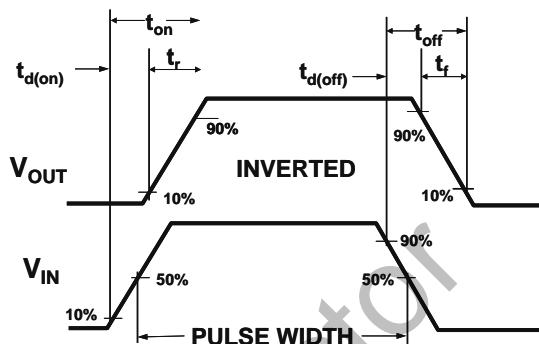 t_on
t_off
t_d(on)
t_r
t_d(off)
t_f
90%
90%
V_OUT
INVERTED
10%
10%
90%
V_IN
50%
50%
10%
PULSE WIDTH